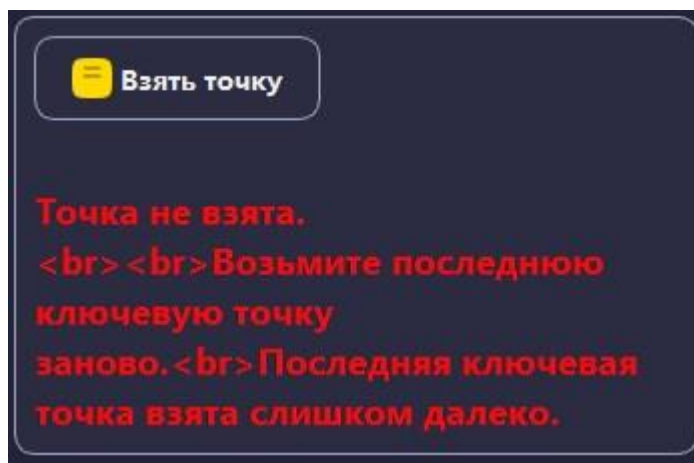 Взять точку
Точка не взята.
<br><br>Возьмите последнюю
ключевую точку
заново.<br>Последняя ключевая
точка взята слишком далеко.